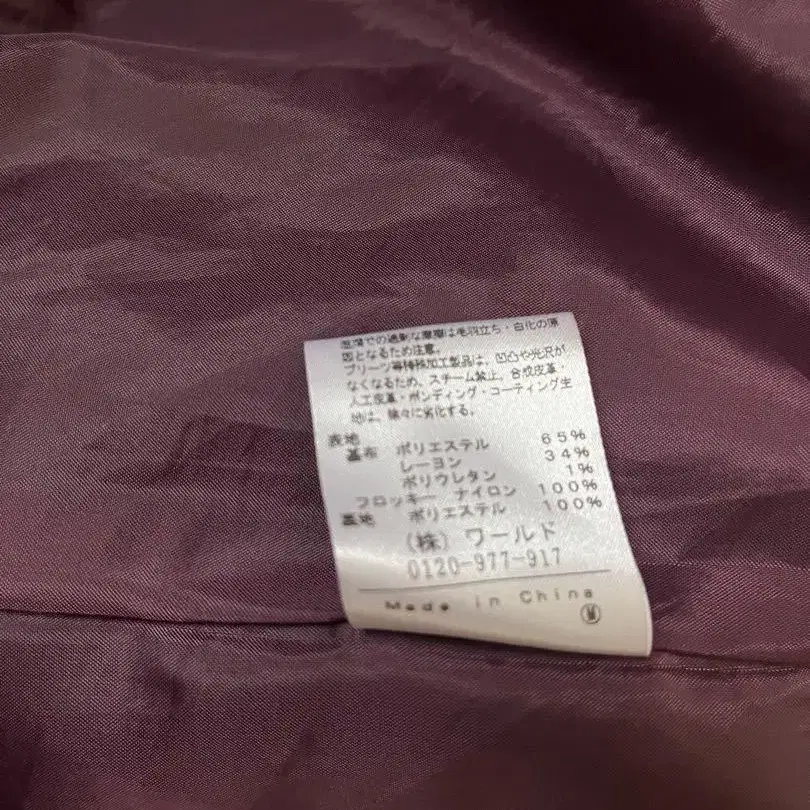 湿潤での過剰な摩擦は毛羽立ち・白化の原
因となるため注意。
プリーツ等特殊加工製品は、凹凸や光沢が
なくなるため、スチーム禁止。合成皮革・
人工皮革・ボンディング・コーティング生
地は、徐々に劣化する。
表地
基布 ポリエステル 65%
レーヨン 34%
ポリウレタン 1%
フロッキー ナイロン 100%
裏地 ポリエステル 100%
(株) ワールド
0120-977-917
Made in China
W